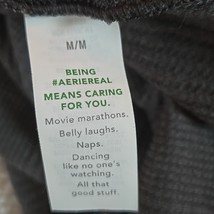 M/M
BEING
#AERIEREAL
MEANS CARING
FOR YOU.
Movie marathons.
Belly laughs.
Naps.
Dancing
like no one's
watching.
All that
good stuff.